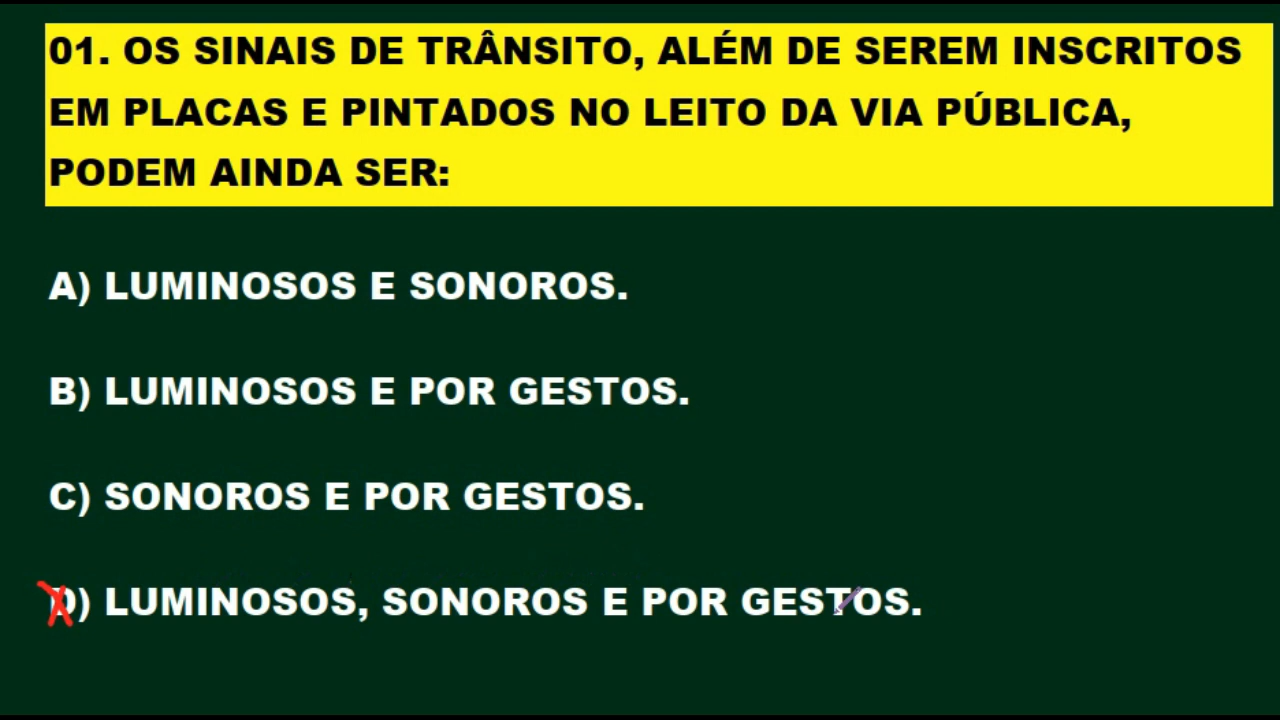 01. OS SINAIS DE TRÂNSITO, ALÉM DE SEREM INSCRITOS
EM PLACAS E PINTADOS NO LEITO DA VIA PÚBLICA,
PODEM AINDA SER:
A) LUMINOSOS E SONOROS.
B) LUMINOSOS E POR GESTOS.
C) SONOROS E POR GESTOS.
D) LUMINOSOS, SONOROS E POR GESTOS.